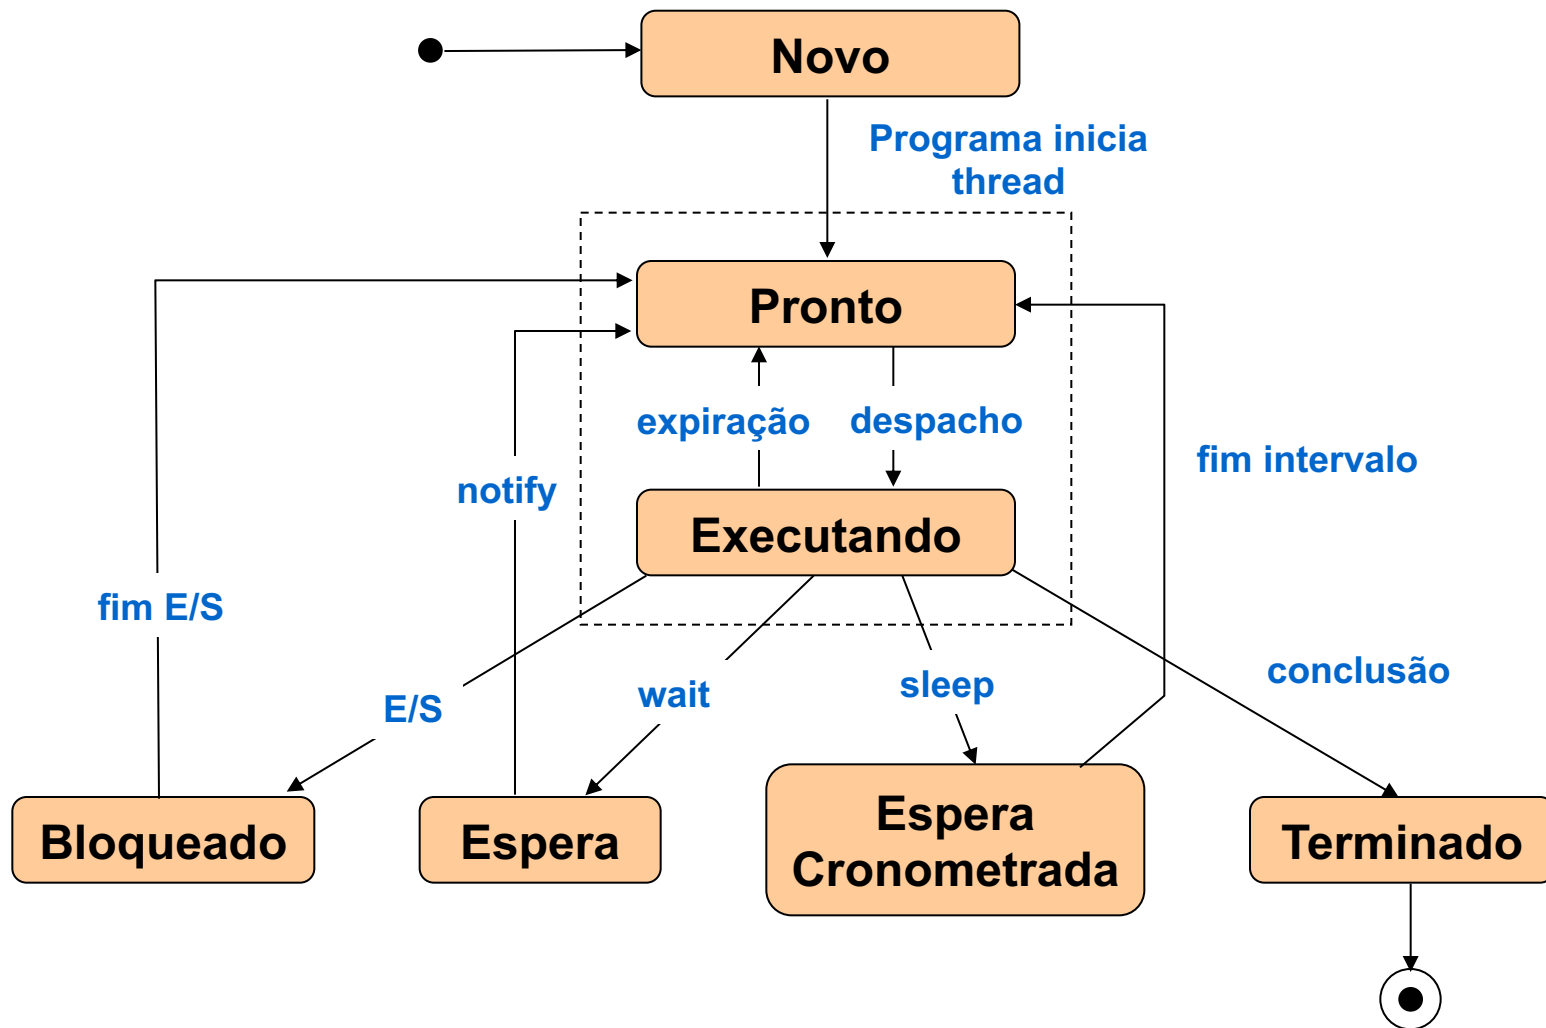 Novo
Programa inicia
thread
Pronto
expiração
despacho
fim intervalo
notify
Executando
fim E/S
conclusão
sleep
wait
E/S
Bloqueado
Espera
Espera
Cronometrada
Terminado